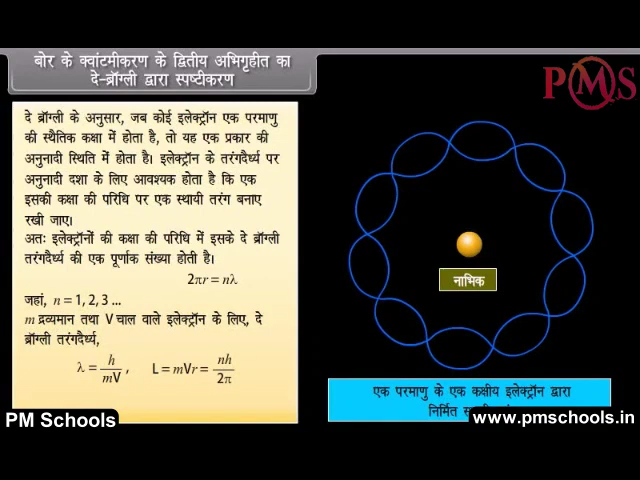 बोर के क्वांटमीकरण के द्वितीय अभिगृहीत का
दे-ब्रॉग्ली द्वारा स्पष्टीकरण
PMS
दे ब्रॉग्ली के अनुसार, जब कोई इलेक्ट्रॉन एक परमाणु
की स्थैतिक कक्षा में होता है, तो यह एक प्रकार की
अनुनादी स्थिति में होता है। इलेक्ट्रॉन के तरंगदैर्ध्य पर
अनुनादी दशा के लिए आवश्यक होता है कि एक
इसकी कक्षा की परिधि पर एक स्थायी तरंग बनाए
रखी जाए।
अतः इलेक्ट्रॉनों की कक्षा की परिधि में इसके दे ब्रॉग्ली
तरंगदैर्ध्य की एक पूर्णाक संख्या होती है।
2πr = nλ
जहां, n = 1, 2, 3 ...
m द्रव्यमान तथा V चाल वाले इलेक्ट्रॉन के लिए, दे
ब्रॉग्ली तरंगदैर्ध्य,
λ = h/mV, L = mVr = nh/2π
नाभिक
एक परमाणु के एक कक्षीय इलेक्ट्रॉन द्वारा
निर्मित
PM Schools
www.pmschools.in